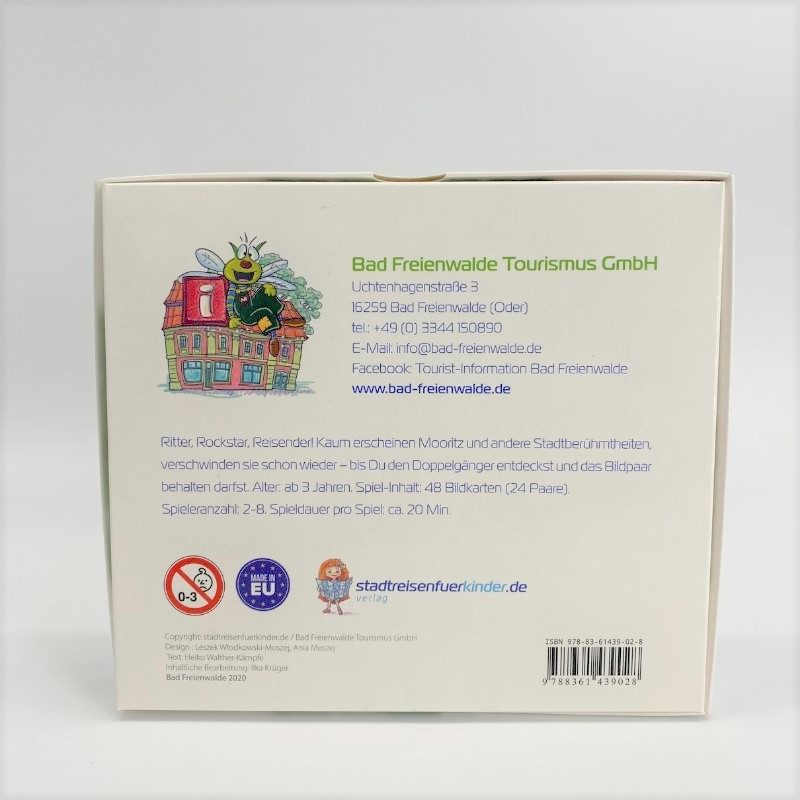 i
M
Bad Freienwalde Tourismus GmbH
Uchtenhagenstraße 3
16259 Bad Freienwalde (Oder)
tel.: +49 (0) 3344 150890
E-Mail: info@bad-freienwalde.de
Facebook: Tourist-Information Bad Freienwalde
www.bad-freienwalde.de
Ritter, Rockstar, Reisender! Kaum erscheinen Mooritz und andere Stadtberühmtheiten,
verschwinden sie schon wieder – bis Du den Doppelgänger entdeckst und das Bildpaar
behalten darfst. Alter: ab 3 Jahren. Spiel-Inhalt: 48 Bildkarten (24 Paare).
Spieleranzahl: 2-8. Spieldauer pro Spiel: ca. 20 Min.
0-3
MADE IN
EU
stadtreisenfuerkinder.de
verlag
Copyright: stadtreisenfuerkinder.de / Bad Freienwalde Tourismus GmbH
Design : Leszek Włodkowski-Moszej, Ania Moszej
Text: Heiko Walther-Kämpfe
Inhaltliche Bearbeitung: Ilka Krüger
Bad Freienwalde 2020
ISBN 978-83-61439-02-8
9 788361 439028